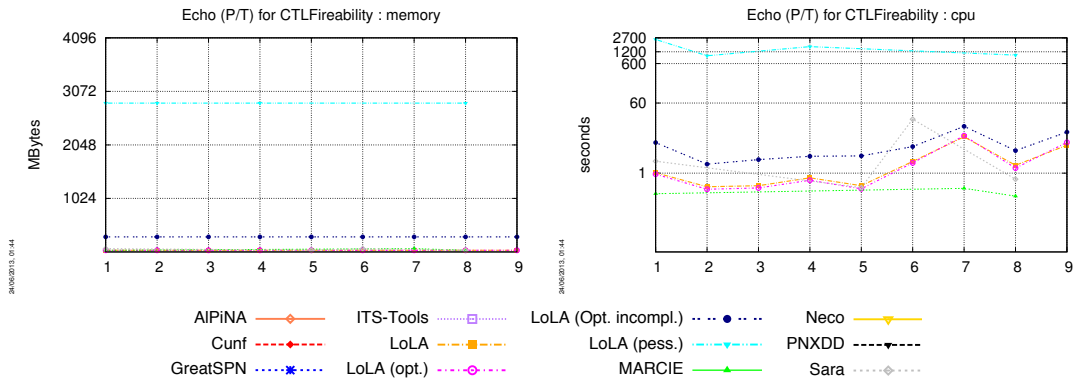 Echo (P/T) for CTLFireability : memory
4096
3072
2048
1024
MBytes
1 2 3 4 5 6 7 8 9
24/06/2013, 01:44
Echo (P/T) for CTLFireability : cpu
2700
1200
600
60
1
seconds
1 2 3 4 5 6 7 8 9
24/06/2013, 01:44
AlPiNA
Cunf
GreatSPN
ITS-Tools
LoLA
LoLA (opt.)
LoLA (Opt. incompl.)
LoLA (pess.)
MARCIE
Neco
PNXDD
Sara